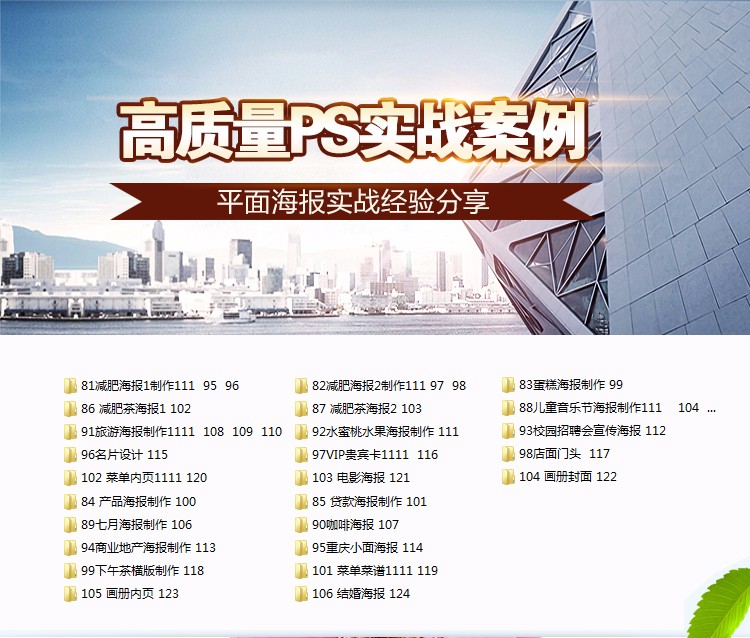 高质量PS实战案例
平面海报实战经验分享
81减肥海报1制作111  95  96
82减肥海报2制作111 97  98
83蛋糕海报制作 99
86 减肥茶海报1 102
87 减肥茶海报2 103
88儿童音乐节海报制作111    104  ...
91旅游海报制作1111  108  109  110
92水蜜桃水果海报制作 111
93校园招聘会宣传海报 112
96名片设计 115
97VIP贵宾卡1111   116
98店面门头  117
102 菜单内页1111 120
103 电影海报 121
104 画册封面 122
84 产品海报制作 100
85 贷款海报制作 101
89七月海报制作 106
90咖啡海报 107
94商业地产海报制作 113
95重庆小面海报 114
99下午茶横版制作 118
101 菜单菜谱1111 119
105 画册内页 123
106 结婚海报 124